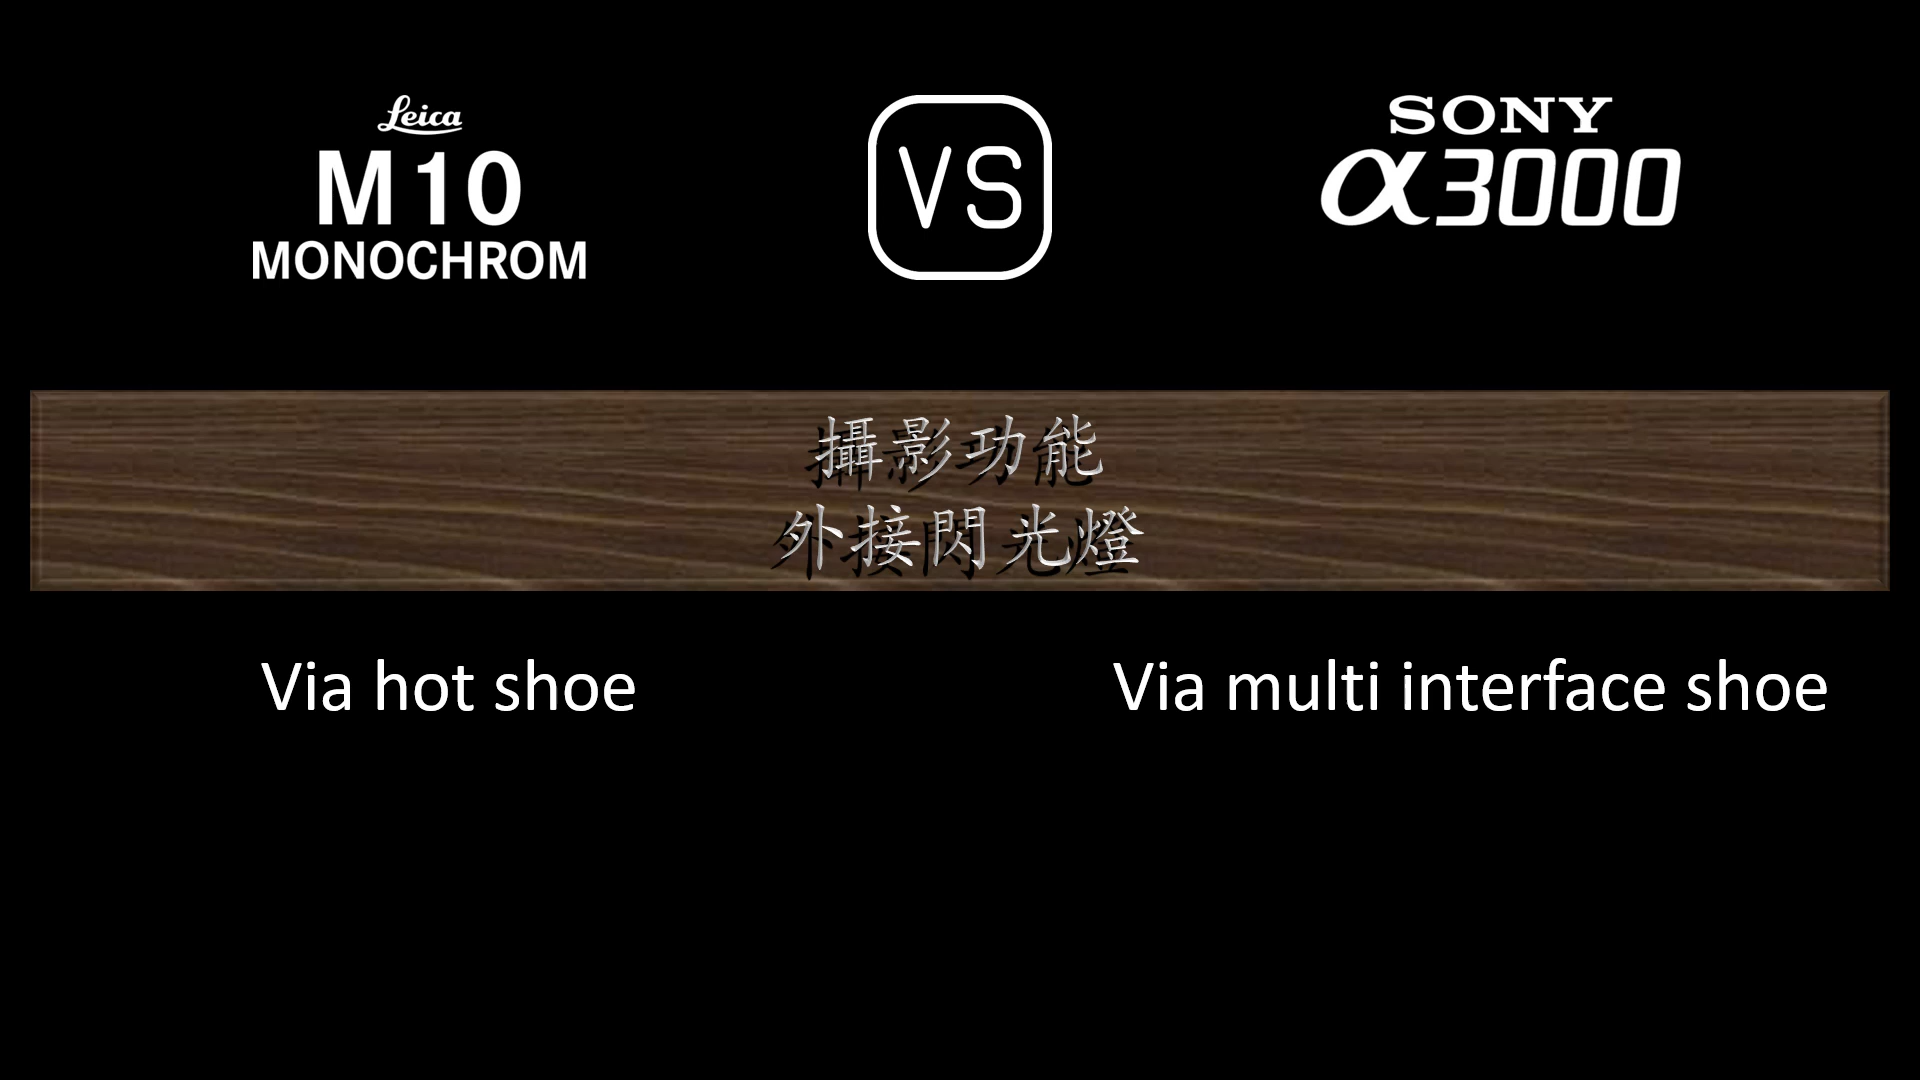 Leica
M10
MONOCHROM
VS
SONY
α3000
攝影功能
外接閃光燈
Via hot shoe
Via multi interface shoe